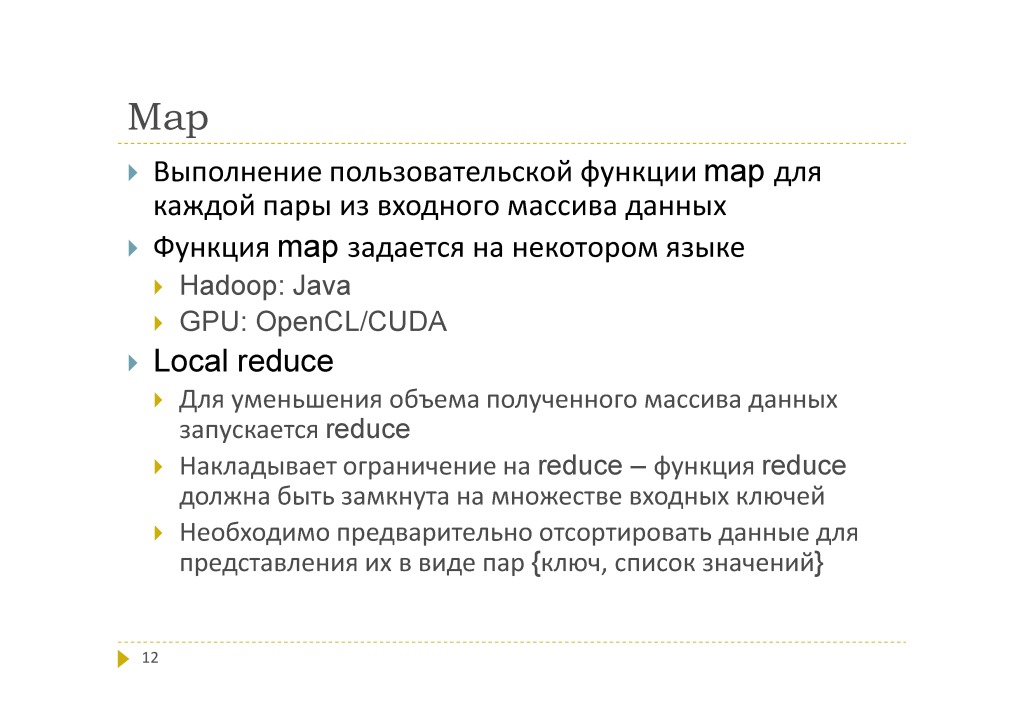 Map
Выполнение пользовательской функции map для
каждой пары из входного массива данных
Функция map задается на некотором языке
Hadoop: Java
GPU: OpenCL/CUDA
Local reduce
Для уменьшения объема полученного массива данных
запускается reduce
Накладывает ограничение на reduce – функция reduce
должна быть замкнута на множестве входных ключей
Необходимо предварительно отсортировать данные для
представления их в виде пар {ключ, список значений}
12